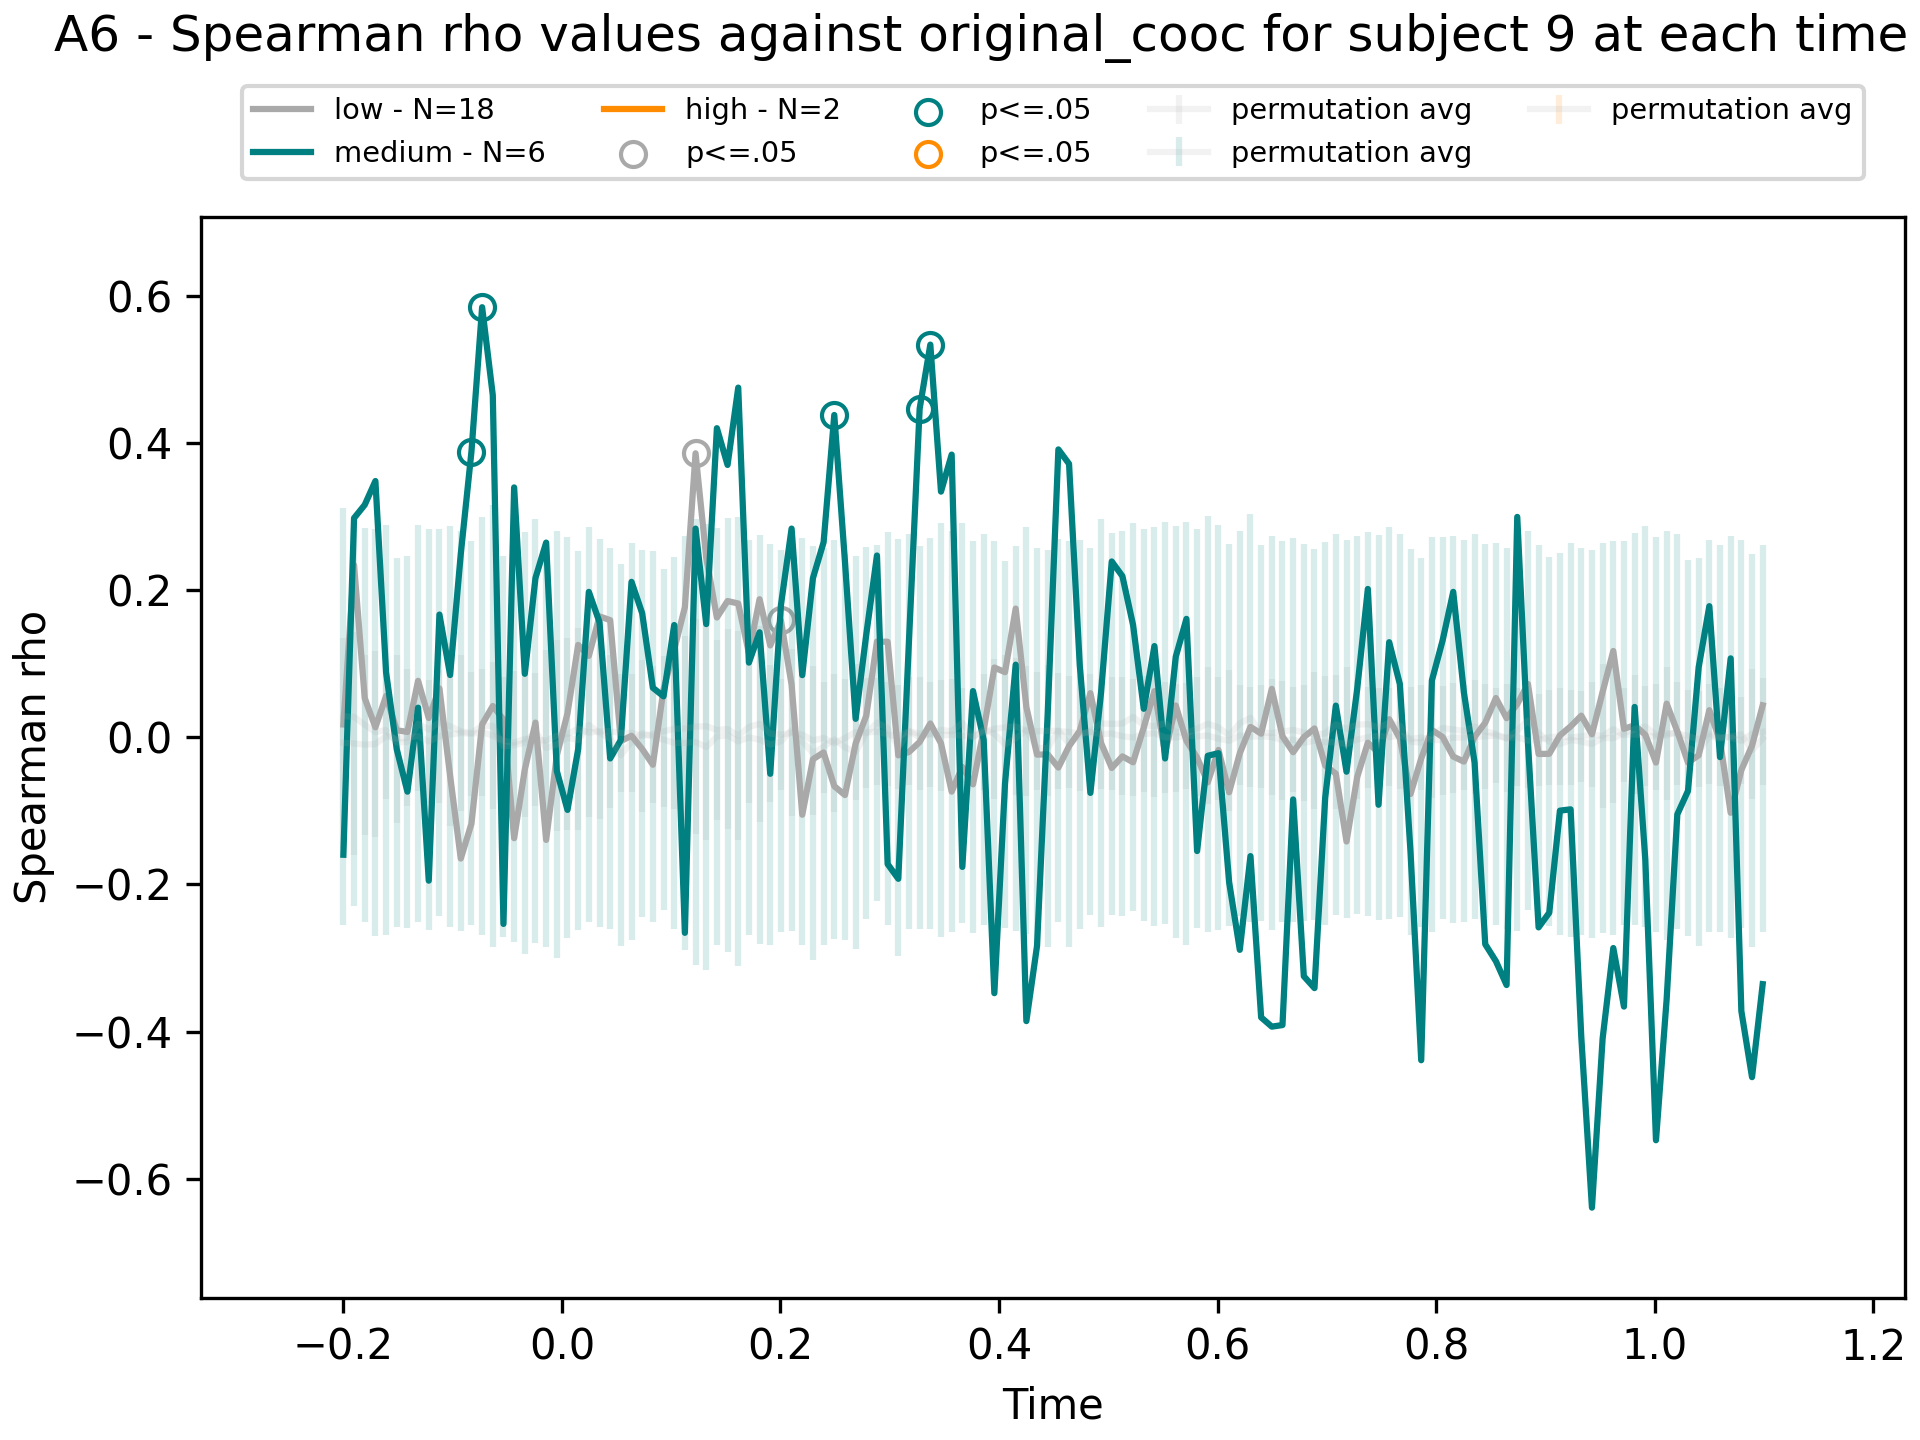 A6 - Spearman rho values against original_cooc for subject 9 at each time
low - N=18
medium - N=6
high - N=2
p<=.05
p<=.05
p<=.05
permutation avg
permutation avg
permutation avg
Spearman rho
0.6
0.4
0.2
0.0
−0.2
−0.4
−0.6
−0.2 0.0 0.2 0.4 0.6 0.8 1.0 1.2
Time